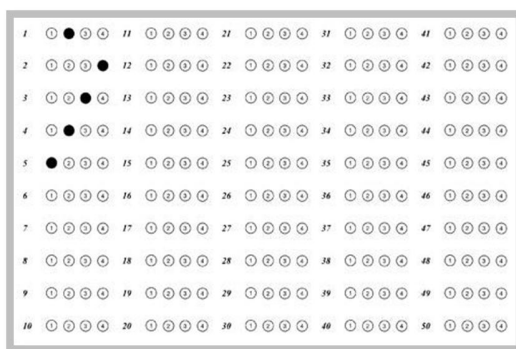 1 ① ● ③ ④ 11 ① ② ③ ④ 21 ① ② ③ ④ 31 ① ② ③ ④ 41 ① ② ③ ④
2 ① ② ③ ● 12 ① ② ③ ④ 22 ① ② ③ ④ 32 ① ② ③ ④ 42 ① ② ③ ④
3 ① ② ● ④ 13 ① ② ③ ④ 23 ① ② ③ ④ 33 ① ② ③ ④ 43 ① ② ③ ④
4 ① ● ③ ④ 14 ① ② ③ ④ 24 ① ② ③ ④ 34 ① ② ③ ④ 44 ① ② ③ ④
5 ● ② ③ ④ 15 ① ② ③ ④ 25 ① ② ③ ④ 35 ① ② ③ ④ 45 ① ② ③ ④
6 ① ② ③ ④ 16 ① ② ③ ④ 26 ① ② ③ ④ 36 ① ② ③ ④ 46 ① ② ③ ④
7 ① ② ③ ④ 17 ① ② ③ ④ 27 ① ② ③ ④ 37 ① ② ③ ④ 47 ① ② ③ ④
8 ① ② ③ ④ 18 ① ② ③ ④ 28 ① ② ③ ④ 38 ① ② ③ ④ 48 ① ② ③ ④
9 ① ② ③ ④ 19 ① ② ③ ④ 29 ① ② ③ ④ 39 ① ② ③ ④ 49 ① ② ③ ④
10 ① ② ③ ④ 20 ① ② ③ ④ 30 ① ② ③ ④ 40 ① ② ③ ④ 50 ① ② ③ ④